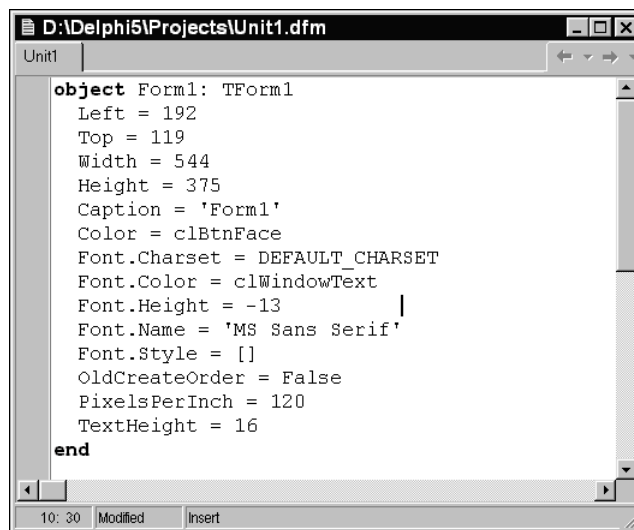 D:\Delphi5\Projects\Unit1.dfm
Unit1
object Form1: TForm1
  Left = 192
  Top = 119
  Width = 544
  Height = 375
  Caption = 'Form1'
  Color = clBtnFace
  Font.Charset = DEFAULT_CHARSET
  Font.Color = clWindowText
  Font.Height = -13
  Font.Name = 'MS Sans Serif'
  Font.Style = []
  OldCreateOrder = False
  PixelsPerInch = 120
  TextHeight = 16
end
10: 30 Modified Insert